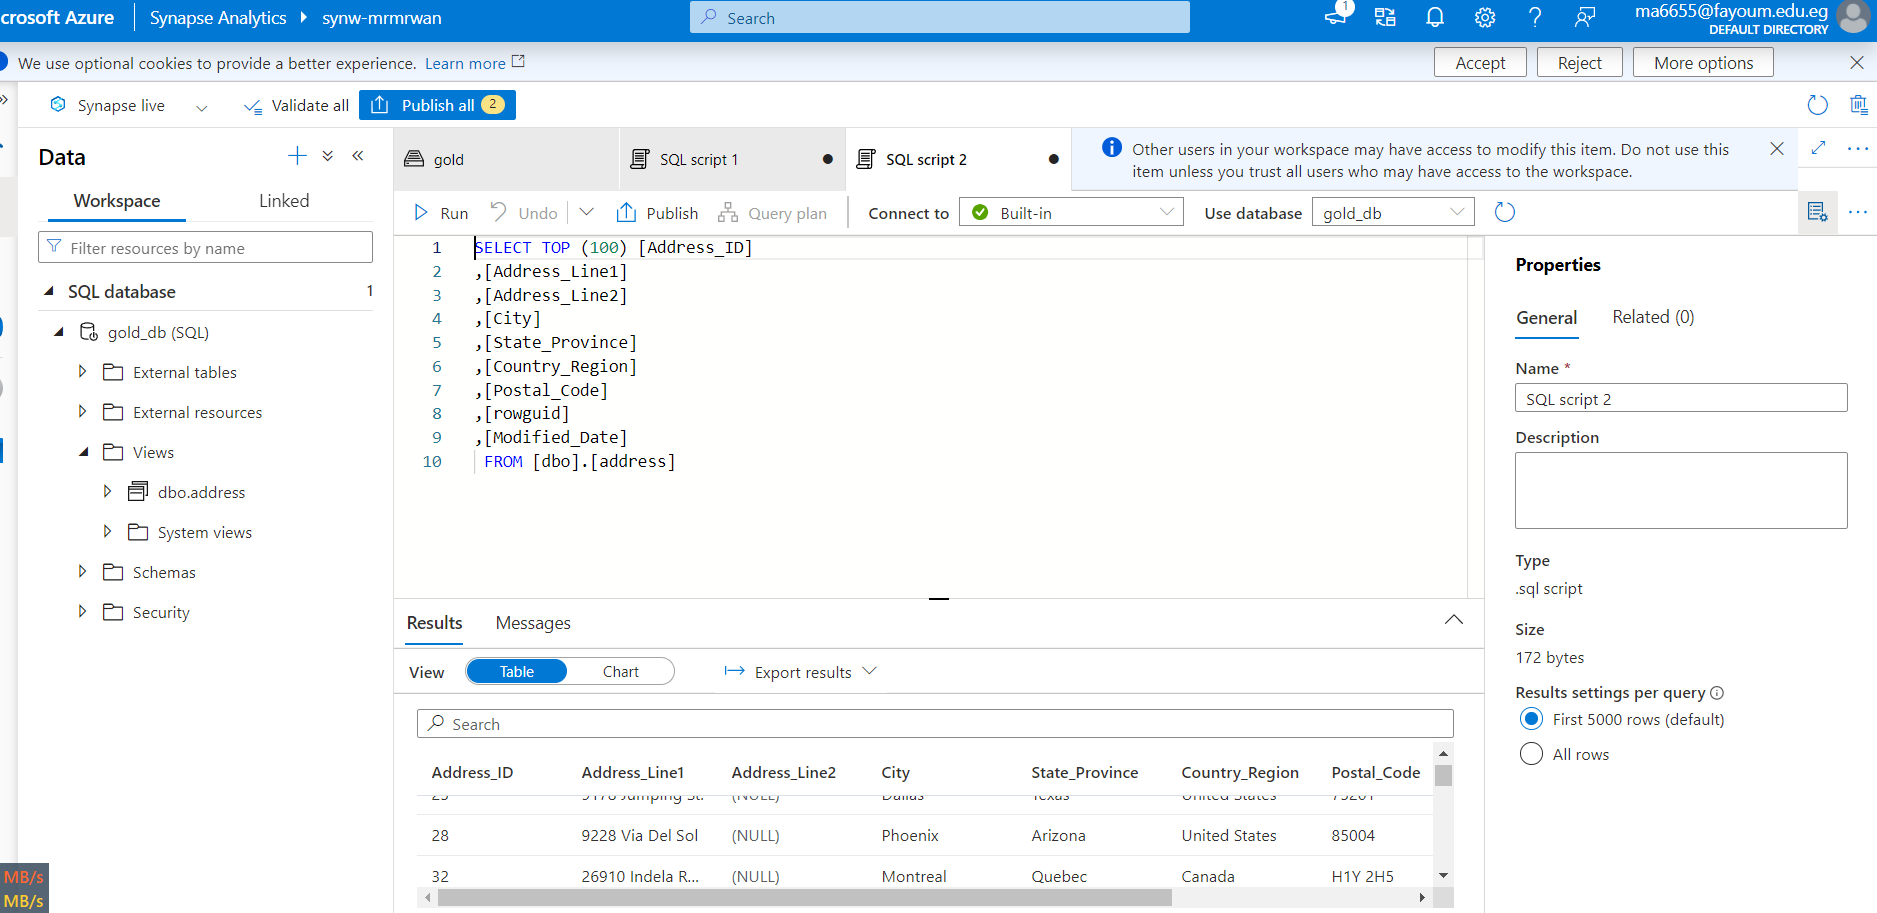 crosoft Azure
Synapse Analytics
synw-mrmrwan
Search
1
ma6655@fayoum.edu.eg
DEFAULT DIRECTORY
We use optional cookies to provide a better experience. Learn more
Accept
Reject
More options
Synapse live
Validate all
Publish all 2
Data
Workspace
Linked
Filter resources by name
SQL database 1
gold_db (SQL)
External tables
External resources
Views
dbo.address
System views
Schemas
Security
gold
SQL script 1
SQL script 2
Other users in your workspace may have access to modify this item. Do not use this
item unless you trust all users who may have access to the workspace.
Run
Undo
Publish
Query plan
Connect to
Built-in
Use database
gold_db
1 SELECT TOP (100) [Address_ID]
2 ,[Address_Line1]
3 ,[Address_Line2]
4 ,[City]
5 ,[State_Province]
6 ,[Country_Region]
7 ,[Postal_Code]
8 ,[rowguid]
9 ,[Modified_Date]
10 FROM [dbo].[address]
Results
Messages
View
Table
Chart
Export results
Search
Address_ID Address_Line1 Address_Line2 City State_Province Country_Region Postal_Code
25 9178 Jumping St. (NULL) Dallas Texas United States 75201
28 9228 Via Del Sol (NULL) Phoenix Arizona United States 85004
32 26910 Indela R... (NULL) Montreal Quebec Canada H1Y 2H5
Properties
General
Related (0)
Name *
SQL script 2
Description
Type
.sql script
Size
172 bytes
Results settings per query
First 5000 rows (default)
All rows
MB/s
MB/s